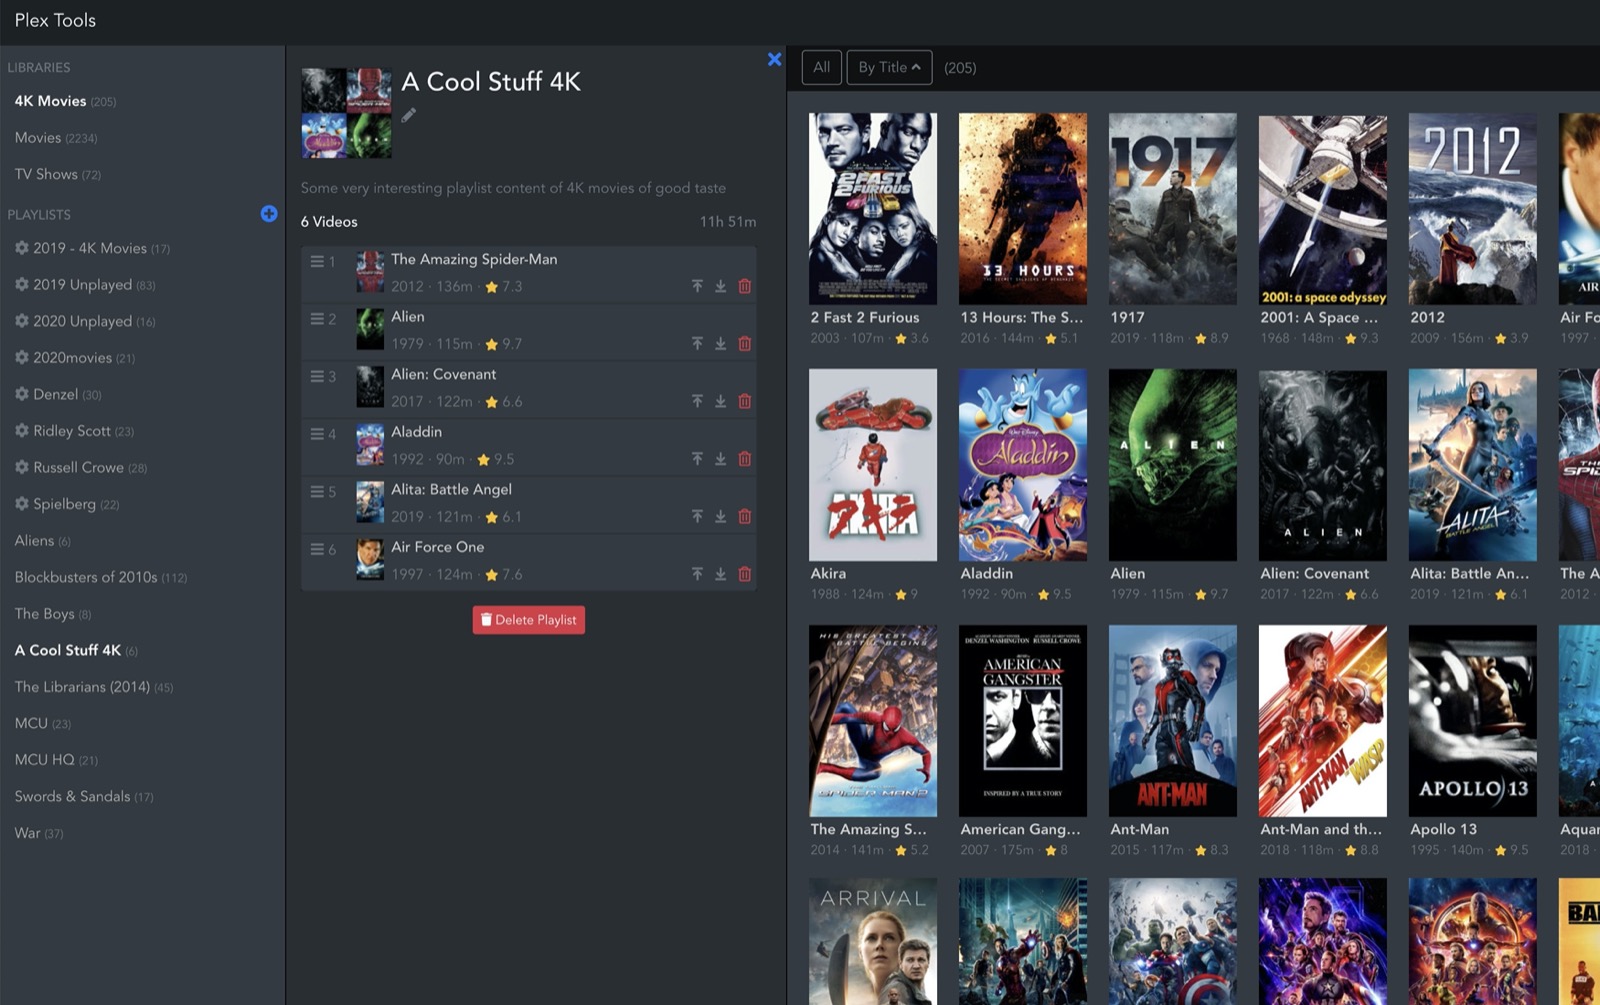 Plex Tools
LIBRARIES
4K Movies (205)
Movies (2234)
TV Shows (72)
PLAYLISTS
2019 - 4K Movies (17)
2019 Unplayed (83)
2020 Unplayed (16)
2020movies (21)
Denzel (30)
Ridley Scott (23)
Russell Crowe (28)
Spielberg (22)
Aliens (6)
Blockbusters of 2010s (112)
The Boys (8)
A Cool Stuff 4K (6)
The Librarians (2014) (45)
MCU (23)
MCU HQ (21)
Swords & Sandals (17)
War (37)
A Cool Stuff 4K
Some very interesting playlist content of 4K movies of good taste
6 Videos 11h 51m
1 The Amazing Spider-Man
2012 · 136m · 7.3
2 Alien
1979 · 115m · 9.7
3 Alien: Covenant
2017 · 122m · 6.6
4 Aladdin
1992 · 90m · 9.5
5 Alita: Battle Angel
2019 · 121m · 6.1
6 Air Force One
1997 · 124m · 7.6
Delete Playlist
All By Title (205)
2 FAST
2 FURIOUS
13 HOURS
THE SECRET SOLDIERS OF BENGHAZI
1917
2001: a space odyssey
2012
AIR
2 Fast 2 Furious
2003 · 107m · 3.6
13 Hours: The S...
2016 · 144m · 5.1
1917
2019 · 118m · 8.9
2001: A Space ...
1968 · 148m · 9.3
2012
2009 · 156m · 3.9
Air Fo
1997 ·
AKIRA
アキラ
Aladdin
ALIEN
ALIEN
ALITA
BATTLE ANGEL
Akira
1988 · 124m · 9
Aladdin
1992 · 90m · 9.5
Alien
1979 · 115m · 9.7
Alien: Covenant
2017 · 122m · 6.6
Alita: Battle An...
2019 · 121m · 6.1
The A
2012 ·
HIS GREATEST
BATTLE BEGINS
DENZEL WASHINGTON RUSSELL CROWE
AMERICAN
GANGSTER
INSPIRED BY A TRUE STORY
ANT-MAN
ANT-MAN
WASP
APOLLO 13
The Amazing S...
2014 · 141m · 5.2
American Gang...
2007 · 175m · 8
Ant-Man
2015 · 117m · 8.3
Ant-Man and th...
2018 · 118m · 8.8
Apollo 13
1995 · 140m · 9.5
Aquar
2018 ·
ARRIVAL
BA